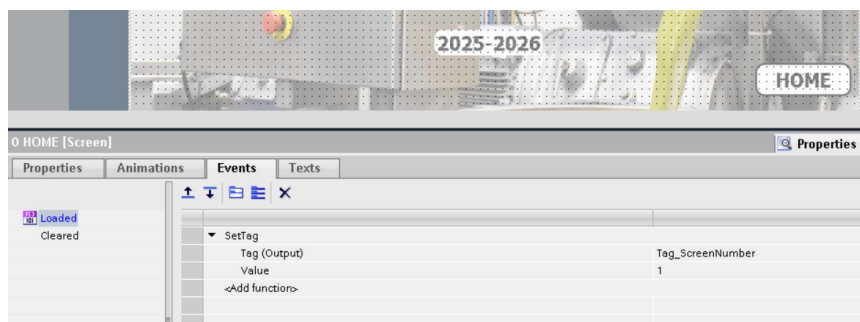 2025-2026
HOME
0 HOME [Screen]
Properties
Properties Animations Events Texts
Loaded
Cleared
SetTag
Tag (Output) Tag_ScreenNumber
Value 1
<Add function>